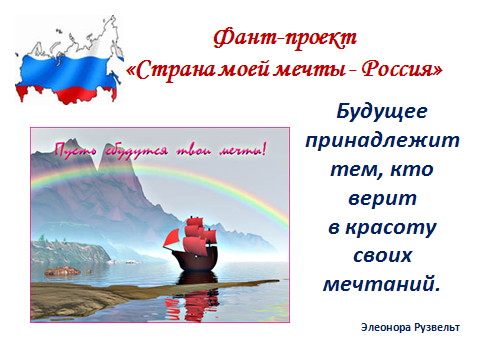 Фант-проект
«Страна моей мечты - Россия»
Пусть сбудутся твои мечты!
Будущее
принадлежит
тем, кто
верит
в красоту
своих
мечтаний.
Элеонора Рузвельт